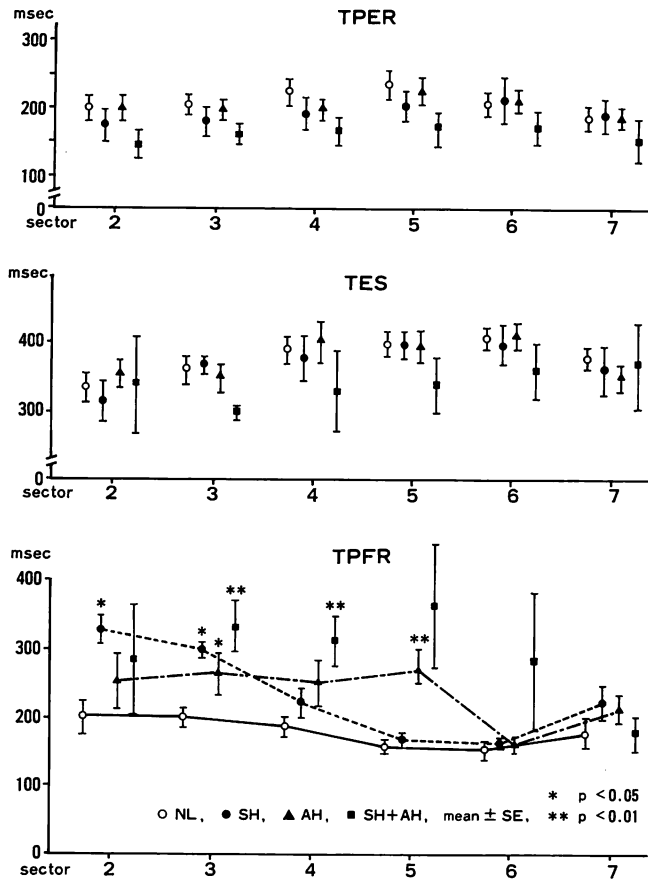 msec
TPER
300
200
100
0
sector 2 3 4 5 6 7
msec
TES
400
300
0
sector 2 3 4 5 6 7
msec
TPFR
400
* * * ** ** **
300
200
100
* p < 0.05
○ NL, ● SH, ▲ AH, ■ SH+AH, mean ± SE, ** p < 0.01
0
sector 2 3 4 5 6 7